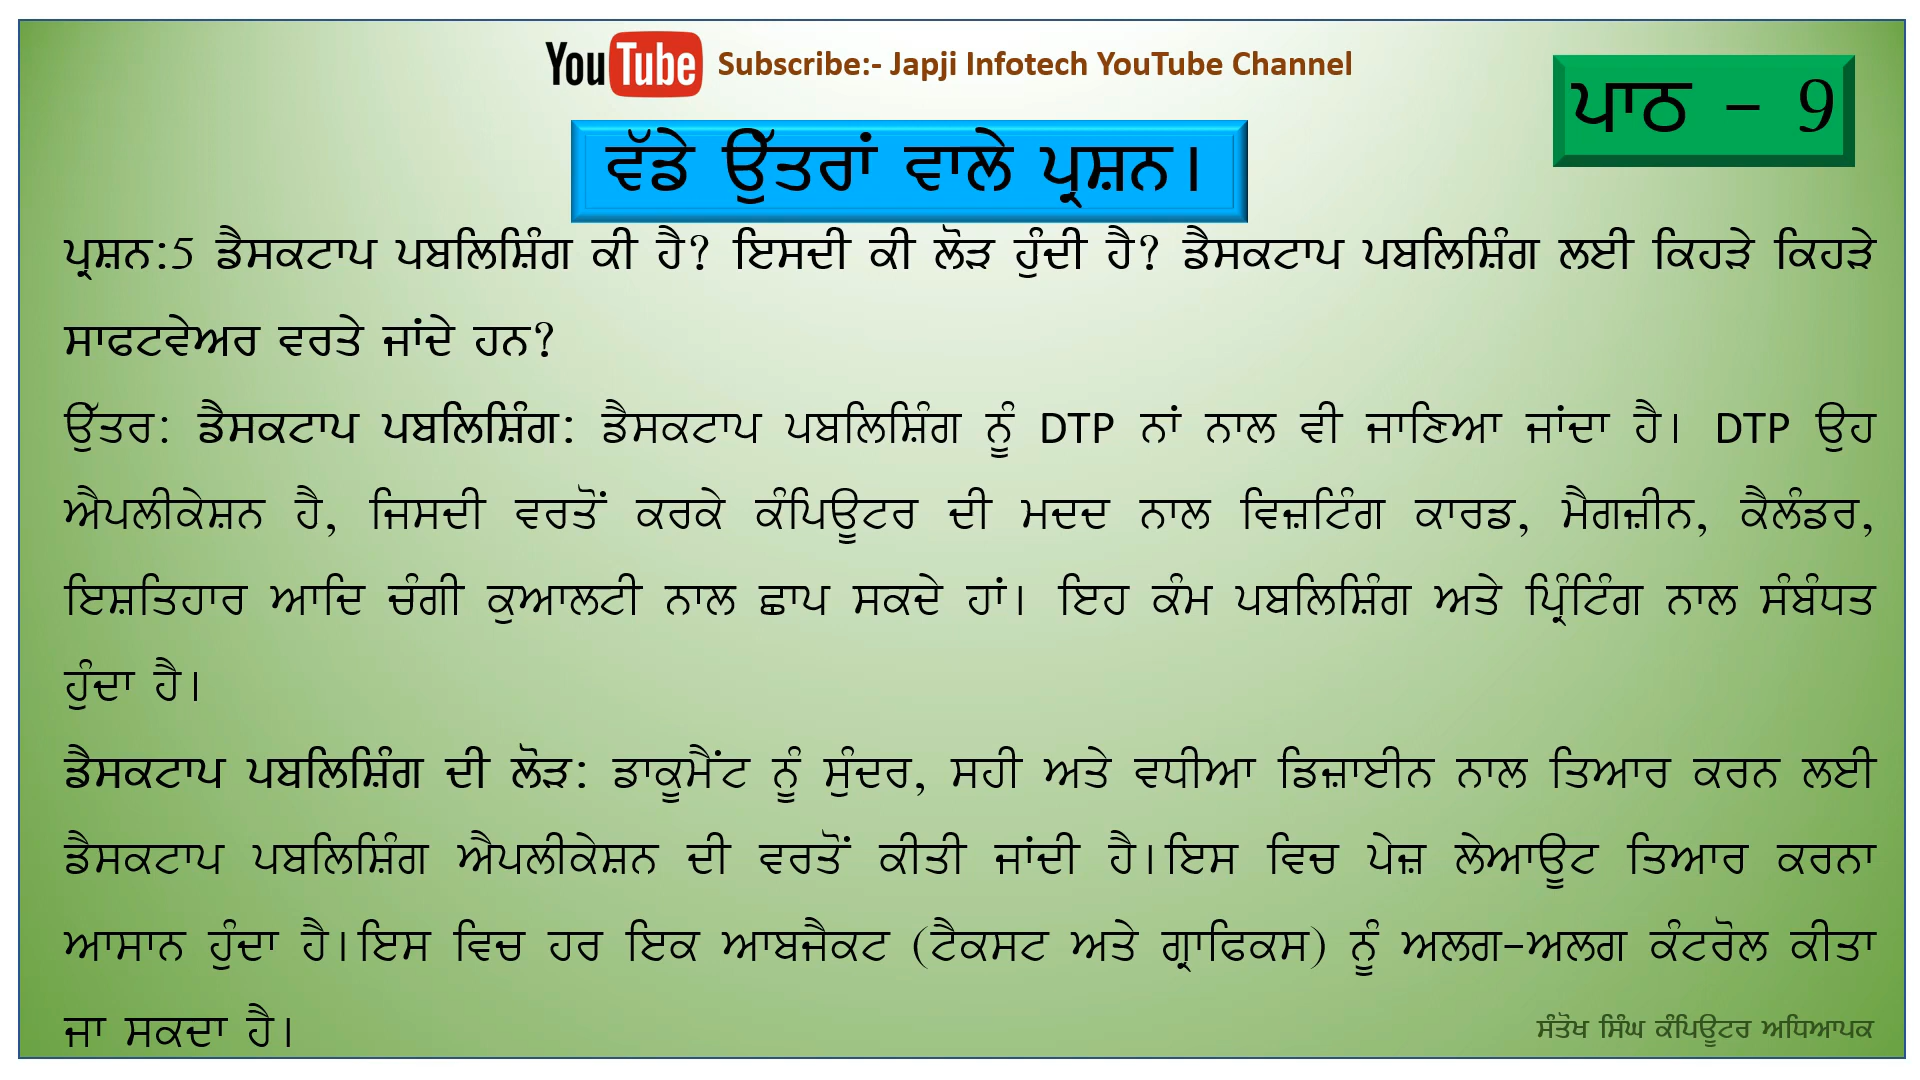 YouTube Subscribe:- Japji Infotech YouTube Channel
ਪਾਠ - 9
ਵੱਡੇ ਉੱਤਰਾਂ ਵਾਲੇ ਪ੍ਰਸ਼ਨ।
ਪ੍ਰਸ਼ਨ:5 ਡੈਸਕਟਾਪ ਪਬਲਿਸ਼ਿੰਗ ਕੀ ਹੈ? ਇਸਦੀ ਕੀ ਲੋੜ ਹੁੰਦੀ ਹੈ? ਡੈਸਕਟਾਪ ਪਬਲਿਸ਼ਿੰਗ ਲਈ ਕਿਹੜੇ ਕਿਹੜੇ
ਸਾਫਟਵੇਅਰ ਵਰਤੇ ਜਾਂਦੇ ਹਨ?
ਉੱਤਰ: ਡੈਸਕਟਾਪ ਪਬਲਿਸ਼ਿੰਗ: ਡੈਸਕਟਾਪ ਪਬਲਿਸ਼ਿੰਗ ਨੂੰ DTP ਨਾਂ ਨਾਲ ਵੀ ਜਾਣਿਆ ਜਾਂਦਾ ਹੈ। DTP ਉਹ
ਐਪਲੀਕੇਸ਼ਨ ਹੈ, ਜਿਸਦੀ ਵਰਤੋਂ ਕਰਕੇ ਕੰਪਿਊਟਰ ਦੀ ਮਦਦ ਨਾਲ ਵਿਜ਼ਟਿੰਗ ਕਾਰਡ, ਮੈਗਜ਼ੀਨ, ਕੈਲੰਡਰ,
ਇਸ਼ਤਿਹਾਰ ਆਦਿ ਚੰਗੀ ਕੁਆਲਟੀ ਨਾਲ ਛਾਪ ਸਕਦੇ ਹਾਂ। ਇਹ ਕੰਮ ਪਬਲਿਸ਼ਿੰਗ ਅਤੇ ਪ੍ਰਿੰਟਿੰਗ ਨਾਲ ਸੰਬੰਧਤ
ਹੁੰਦਾ ਹੈ।
ਡੈਸਕਟਾਪ ਪਬਲਿਸ਼ਿੰਗ ਦੀ ਲੋੜ: ਡਾਕੂਮੈਂਟ ਨੂੰ ਸੁੰਦਰ, ਸਹੀ ਅਤੇ ਵਧੀਆ ਡਿਜ਼ਾਈਨ ਨਾਲ ਤਿਆਰ ਕਰਨ ਲਈ
ਡੈਸਕਟਾਪ ਪਬਲਿਸ਼ਿੰਗ ਐਪਲੀਕੇਸ਼ਨ ਦੀ ਵਰਤੋਂ ਕੀਤੀ ਜਾਂਦੀ ਹੈ।ਇਸ ਵਿਚ ਪੇਜ਼ ਲੇਆਊਟ ਤਿਆਰ ਕਰਨਾ
ਆਸਾਨ ਹੁੰਦਾ ਹੈ।ਇਸ ਵਿਚ ਹਰ ਇਕ ਆਬਜੈਕਟ (ਟੈਕਸਟ ਅਤੇ ਗ੍ਰਾਫਿਕਸ) ਨੂੰ ਅਲਗ-ਅਲਗ ਕੰਟਰੋਲ ਕੀਤਾ
ਜਾ ਸਕਦਾ ਹੈ।
ਸੰਤੋਖ ਸਿੰਘ ਕੰਪਿਊਟਰ ਅਧਿਆਪਕ